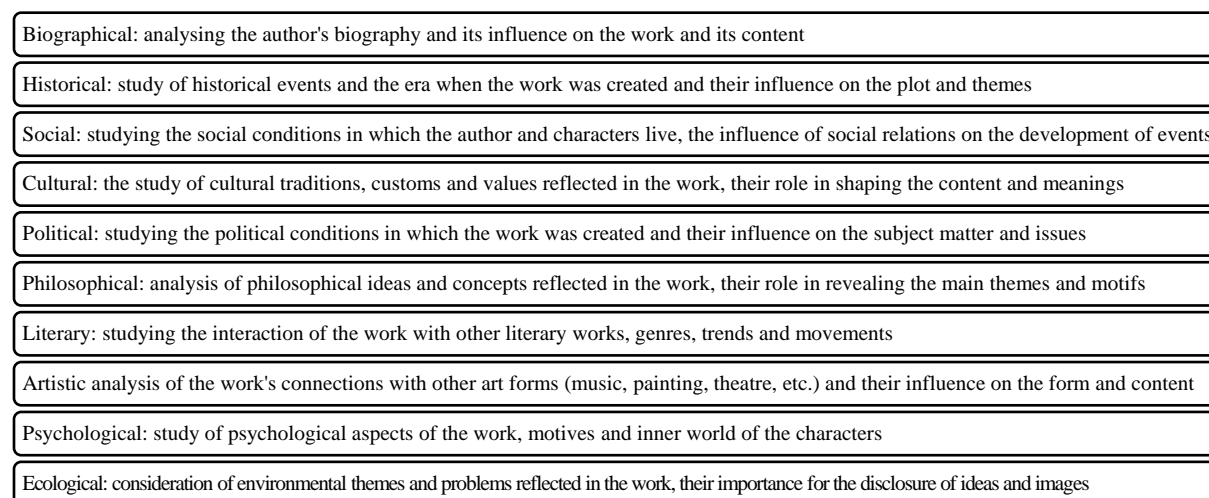 Biographical: analysing the author's biography and its influence on the work and its content
Historical: study of historical events and the era when the work was created and their influence on the plot and themes
Social: studying the social conditions in which the author and characters live, the influence of social relations on the development of events
Cultural: the study of cultural traditions, customs and values reflected in the work, their role in shaping the content and meanings
Political: studying the political conditions in which the work was created and their influence on the subject matter and issues
Philosophical: analysis of philosophical ideas and concepts reflected in the work, their role in revealing the main themes and motifs
Literary: studying the interaction of the work with other literary works, genres, trends and movements
Artistic analysis of the work's connections with other art forms (music, painting, theatre, etc.) and their influence on the form and content
Psychological: study of psychological aspects of the work, motives and inner world of the characters
Ecological: consideration of environmental themes and problems reflected in the work, their importance for the disclosure of ideas and images